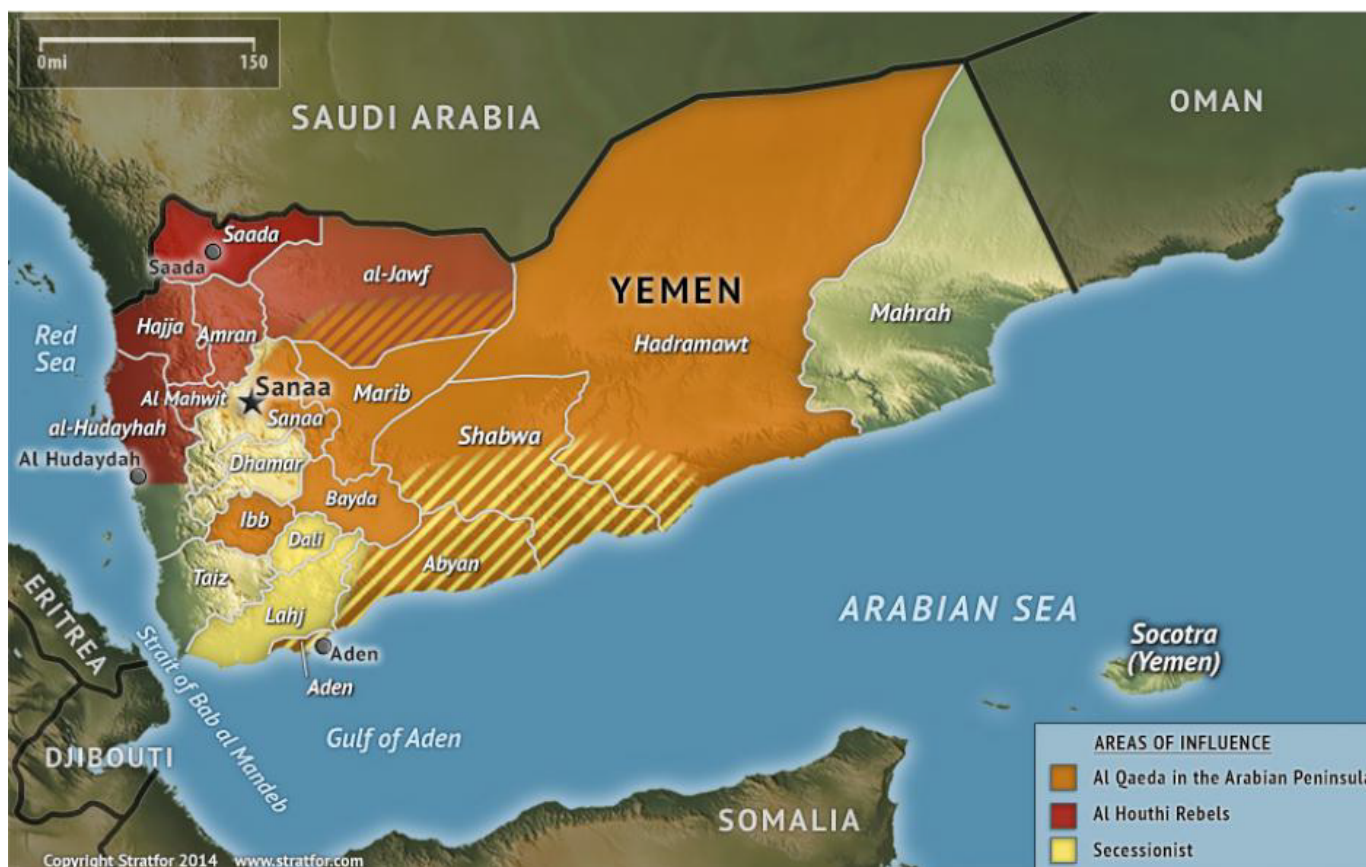 0mi 150
SAUDI ARABIA
OMAN
Saada
Saada
al-Jawf
YEMEN
Hadramawt
Mahrah
Red
Sea
Hajja
Amran
Al Mahwit
Sanaa
Sanaa
Marib
al-Hudayhah
Al Hudaydah
Dhamar
Shabwa
Ibb
Bayda
Dali
Taiz
Abyan
Lahj
Aden
Aden
ERITREA
Strait of Bab al Mandeb
ARABIAN SEA
Socotra
(Yemen)
Gulf of Aden
DJIBOUTI
SOMALIA
AREAS OF INFLUENCE
Al Qaeda in the Arabian Peninsula
Al Houthi Rebels
Secessionist
Copyright Stratfor 2014 www.stratfor.com